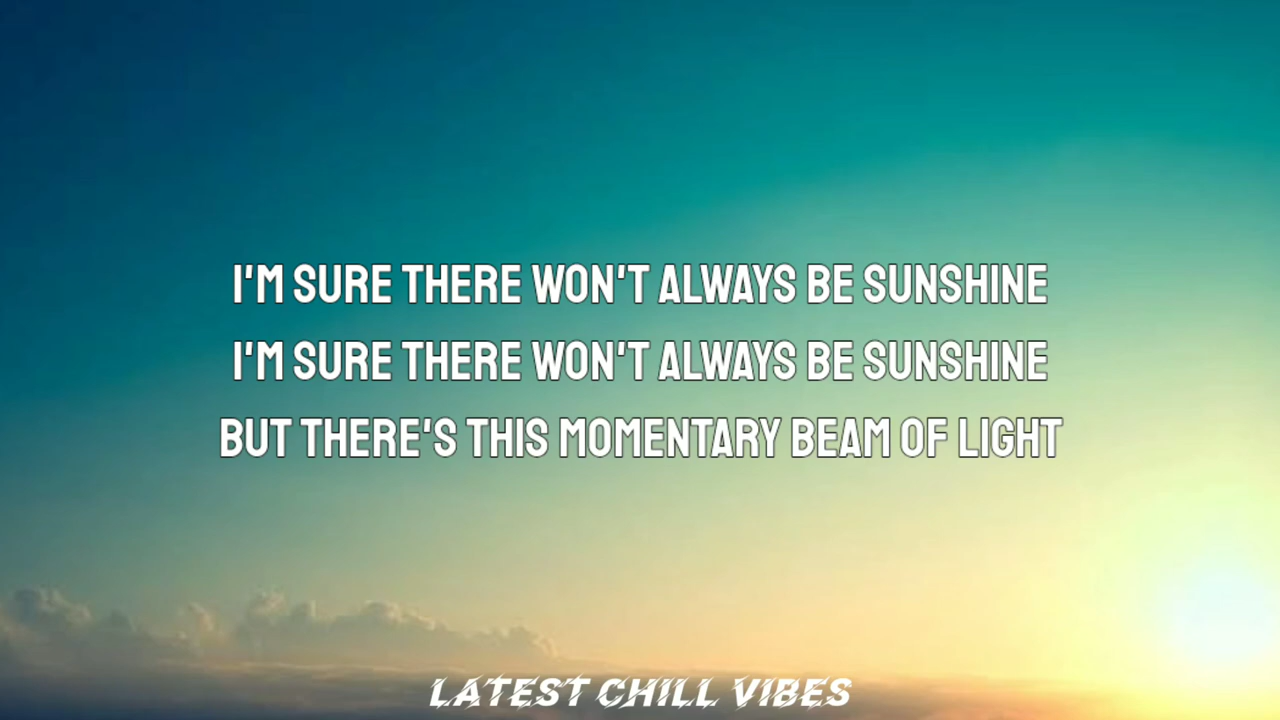 I'M SURE THERE WON'T ALWAYS BE SUNSHINE
I'M SURE THERE WON'T ALWAYS BE SUNSHINE
BUT THERE'S THIS MOMENTARY BEAM OF LIGHT
LATEST CHILL VIBES